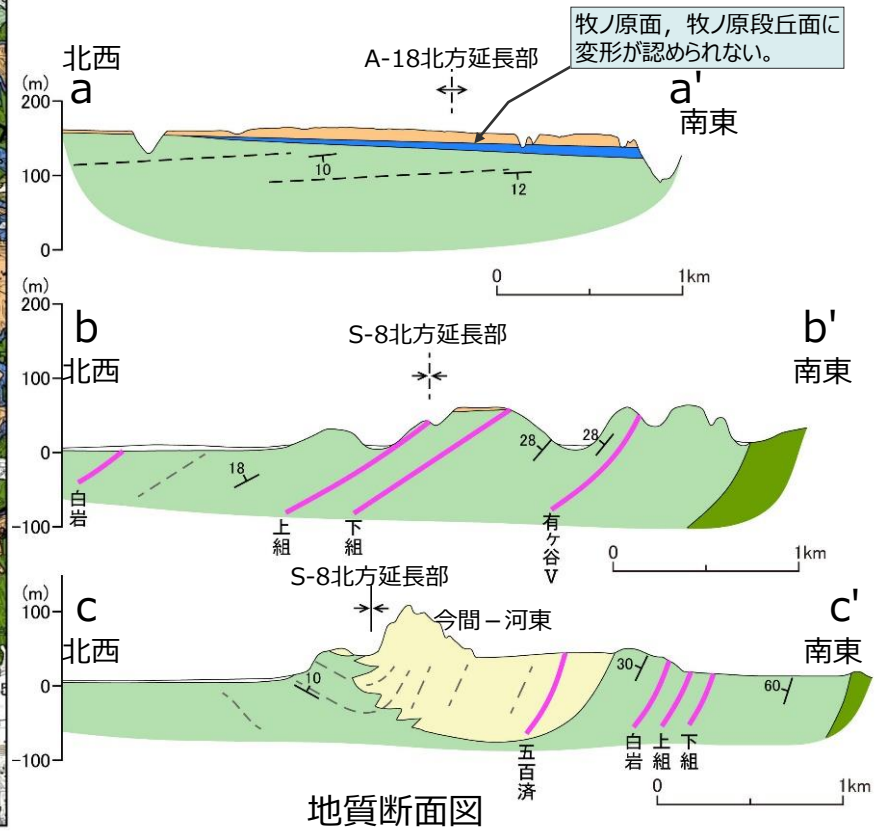 牧ノ原面，牧ノ原段丘面に
変形が認められない。
北西
A-18北方延長部
(m)
a
a'
南東
200
100
0
10
12
0
1km
(m)
200
b
b'
北西
S-8北方延長部
南東
100
0
-100
18
28
28
白岩
上組
下組
有ヶ谷V
0
1km
(m)
S-8北方延長部
c
c'
北西
今間－河東
南東
100
0
-100
10
30
60
五百済
白岩
上組
下組
0
1km
地質断面図